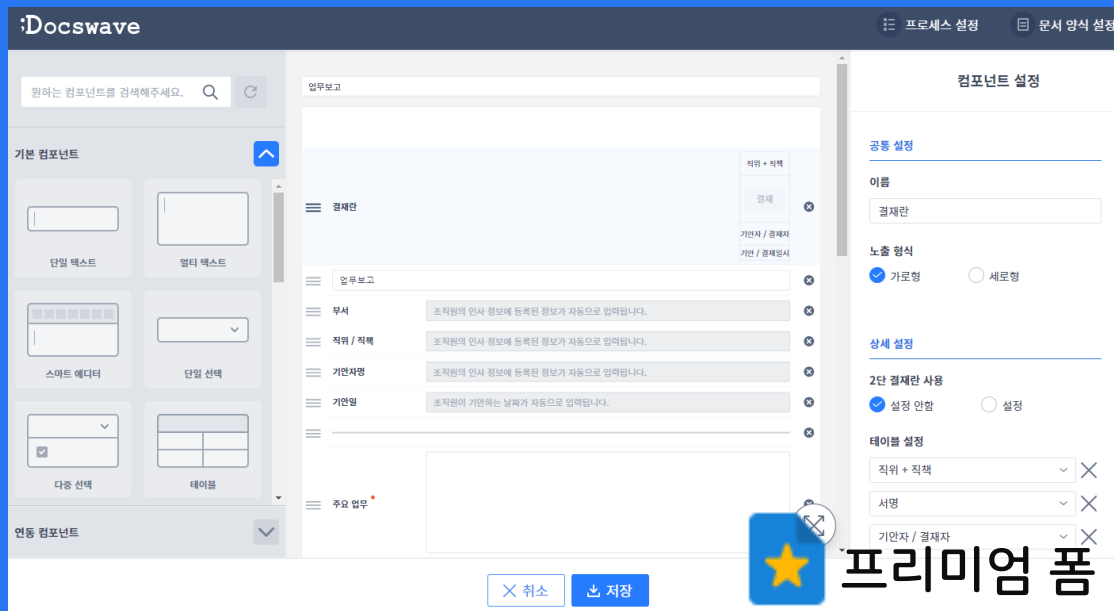 Docswave
프로세스 설정
문서 양식 설정
원하는 컴포넌트를 검색해주세요.
기본 컴포넌트
단일 텍스트
멀티 텍스트
스마트 에디터
단일 선택
다중 선택
테이블
연동 컴포넌트
업무보고
결재란
직위 + 직책
결재
기안자 / 결재자
기안 / 결재일시
업무보고
부서
조직원의 인사 정보에 등록된 정보가 자동으로 입력됩니다.
직위 / 직책
조직원의 인사 정보에 등록된 정보가 자동으로 입력됩니다.
기안자명
조직원의 인사 정보에 등록된 정보가 자동으로 입력됩니다.
기안일
조직원이 기안하는 날짜가 자동으로 입력됩니다.
주요 업무
취소
저장
컴포넌트 설정
공통 설정
이름
결재란
노출 형식
가로형
세로형
상세 설정
2단 결재란 사용
설정 안함
설정
테이블 설정
직위 + 직책
서명
기안자 / 결재자
프리미엄 폼